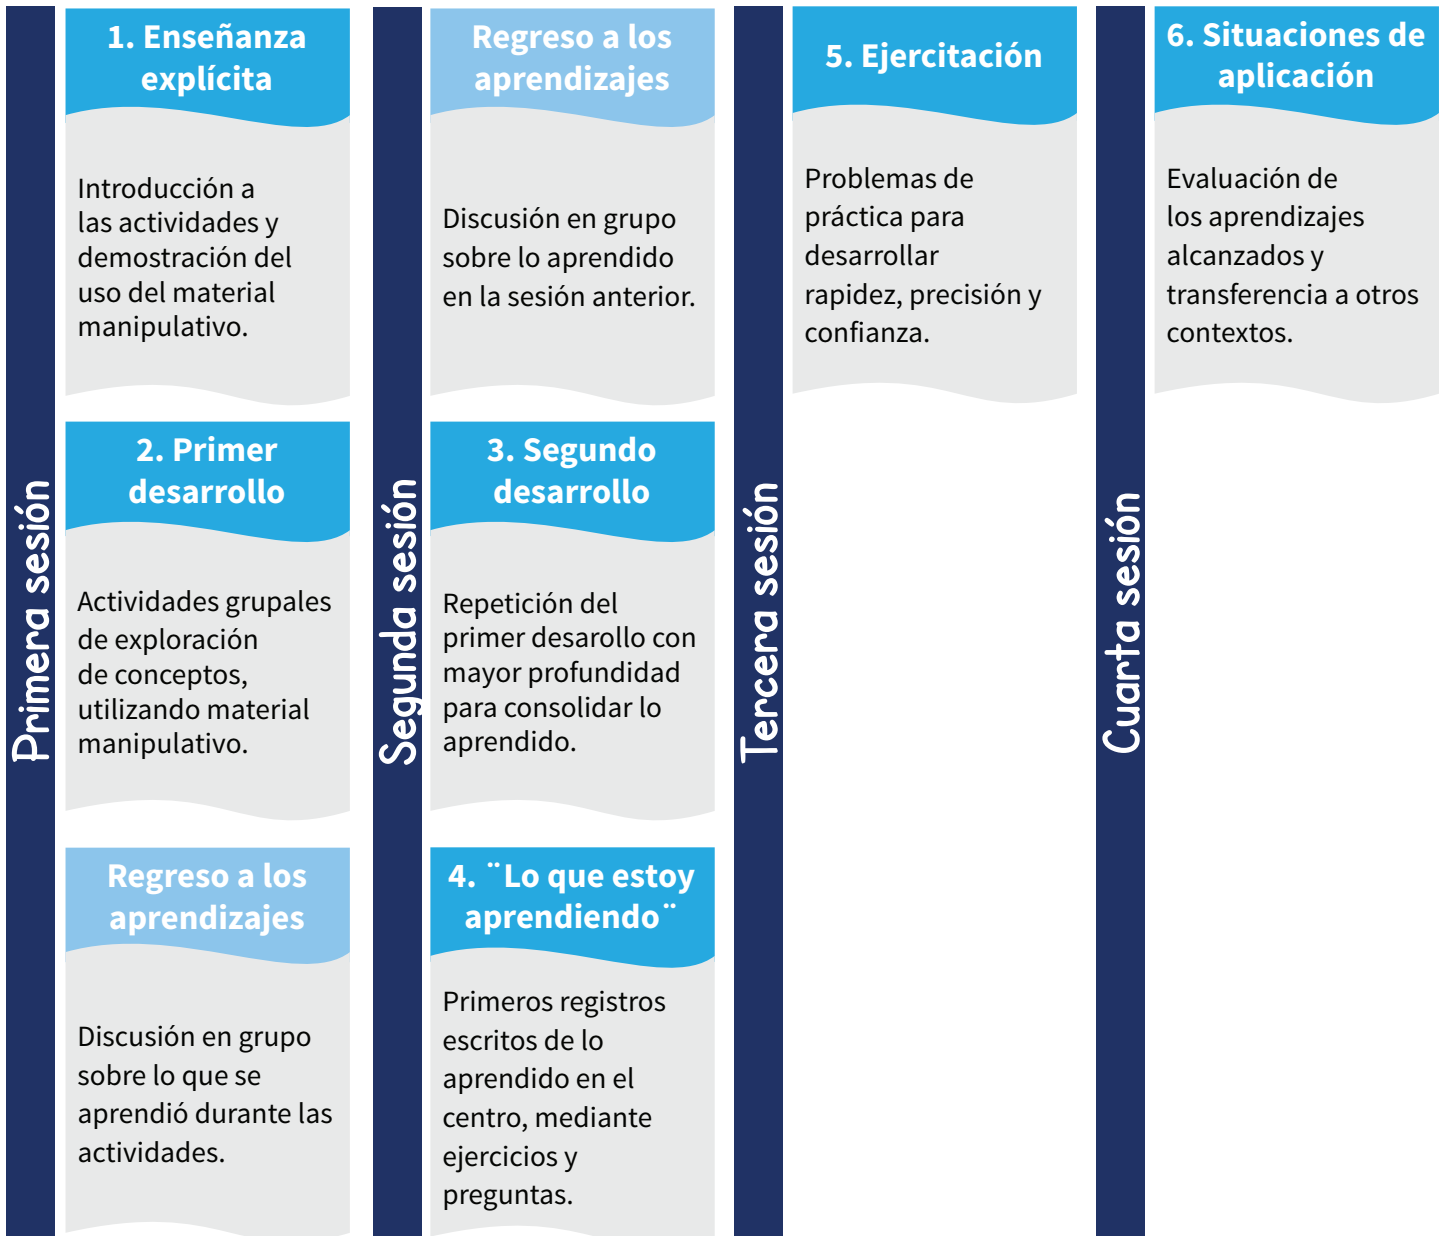 Primera sesión
1. Enseñanza
explícita
Introducción a
las actividades y
demostración del
uso del material
manipulativo.
2. Primer
desarrollo
Actividades grupales
de exploración
de conceptos,
utilizando material
manipulativo.
Regreso a los
aprendizajes
Discusión en grupo
sobre lo que se
aprendió durante las
actividades.
Segunda sesión
Regreso a los
aprendizajes
Discusión en grupo
sobre lo aprendido
en la sesión anterior.
3. Segundo
desarrollo
Repetición del
primer desarollo con
mayor profundidad
para consolidar lo
aprendido.
4. ¨Lo que estoy
aprendiendo¨
Primeros registros
escritos de lo
aprendido en el
centro, mediante
ejercicios y
preguntas.
Tercera sesión
5. Ejercitación
Problemas de
práctica para
desarrollar
rapidez, precisión y
confianza.
Cuarta sesión
6. Situaciones de
aplicación
Evaluación de
los aprendizajes
alcanzados y
transferencia a otros
contextos.